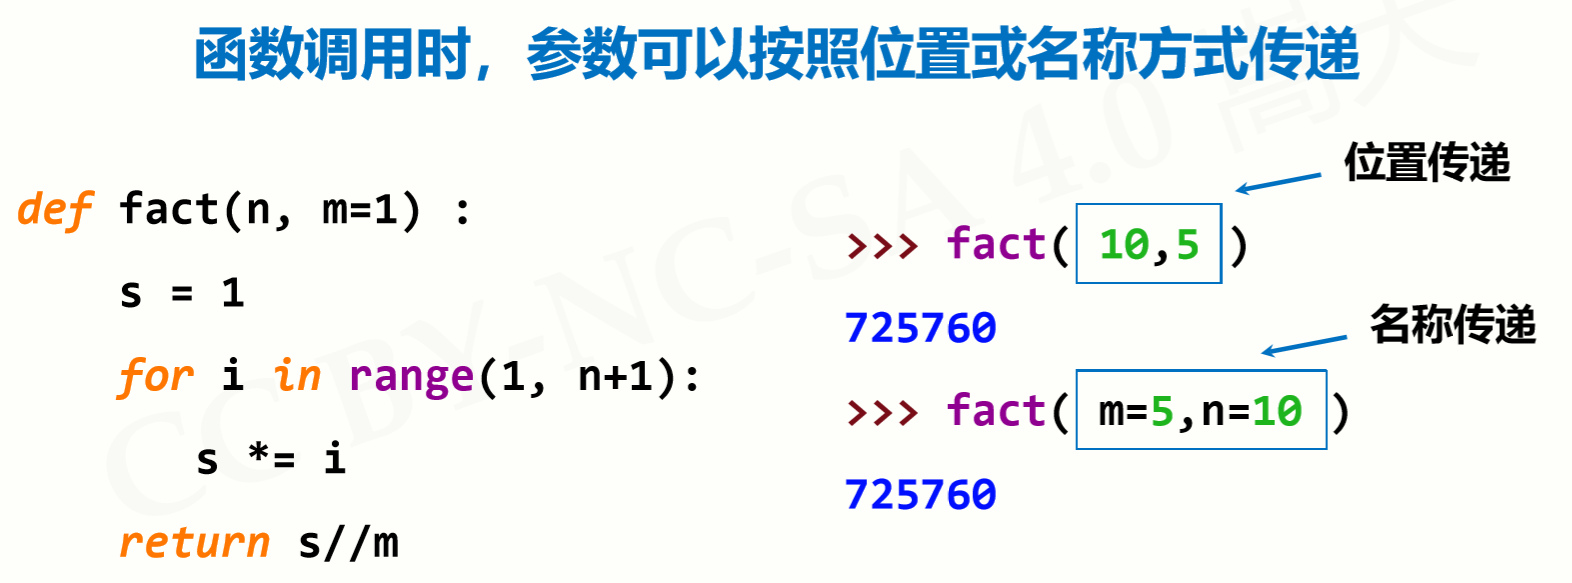 函数调用时，参数可以按照位置或名称方式传递
def fact(n, m=1) :
s = 1
for i in range(1, n+1):
s *= i
return s//m
位置传递
>>> fact( 10,5 )
725760
名称传递
>>> fact( m=5,n=10 )
725760
CC BY-NC-SA 4.0 嵩天